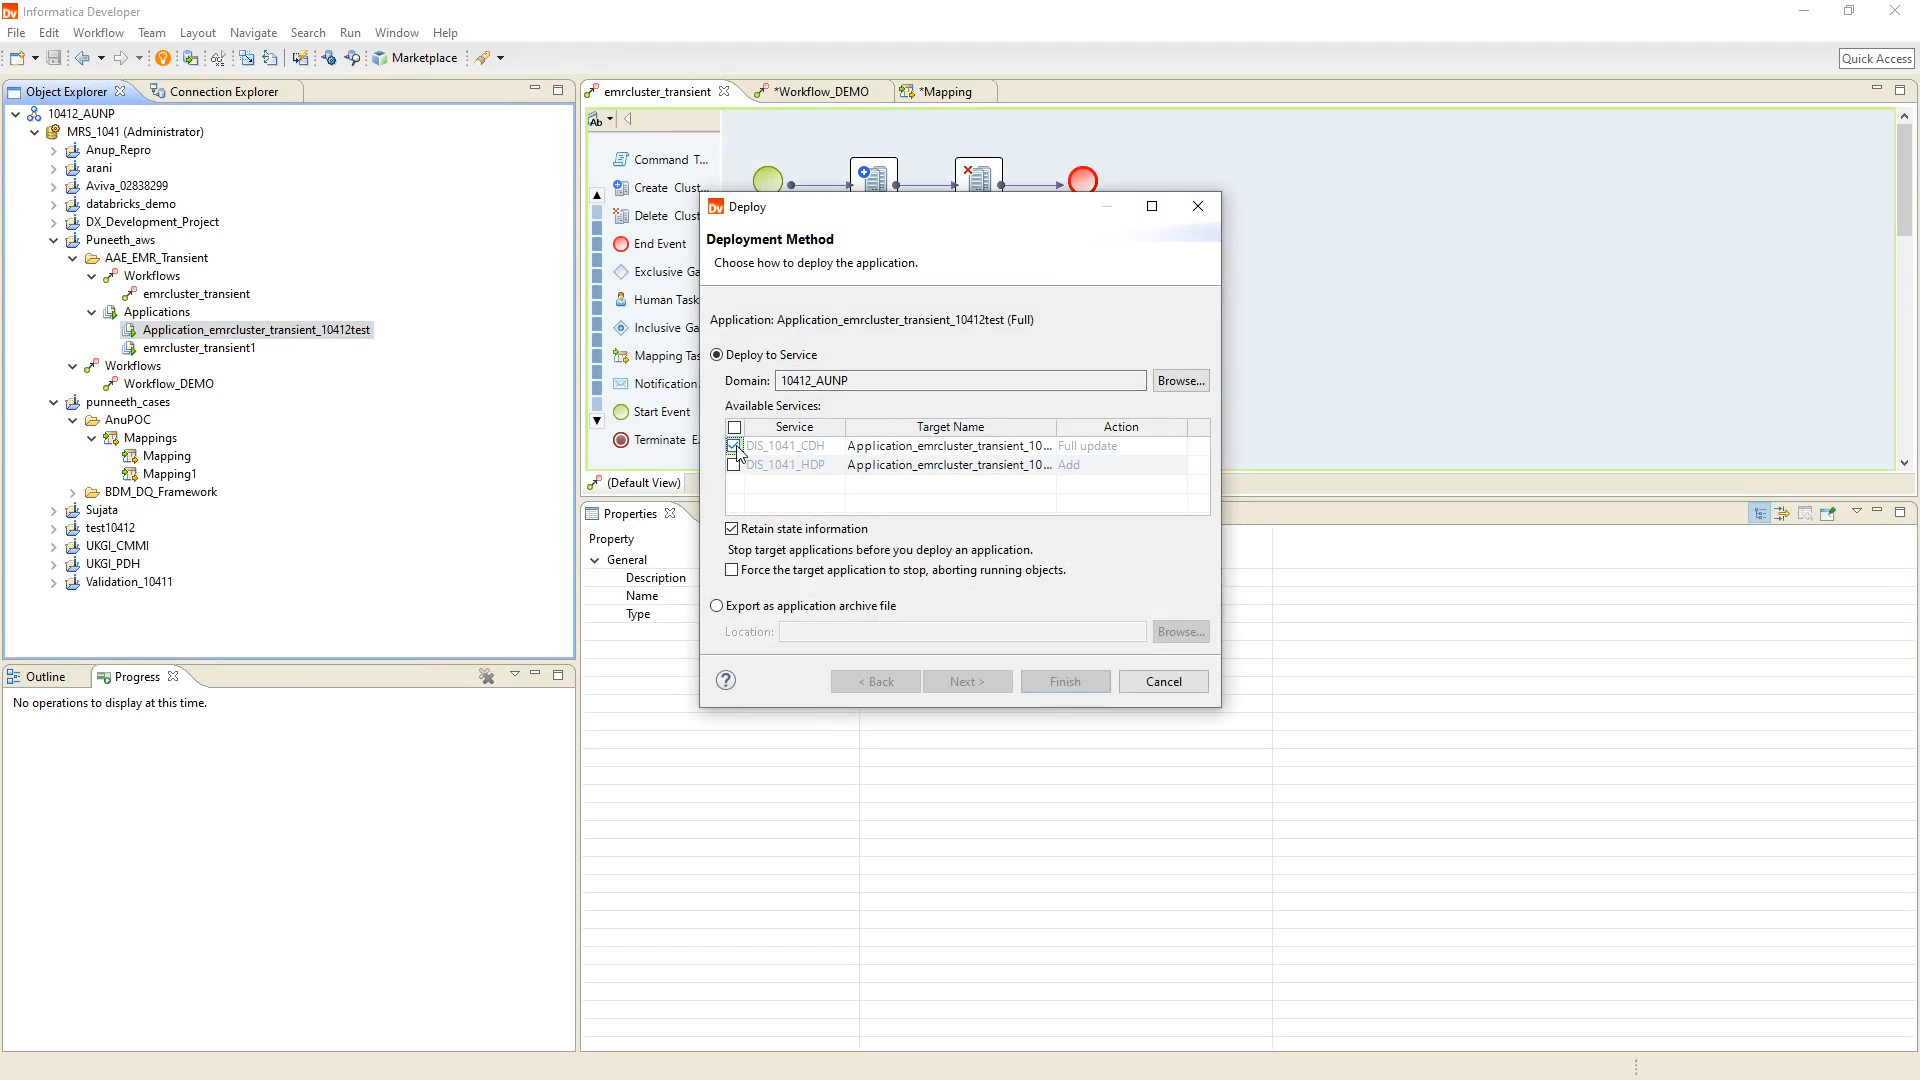 Informatica Developer
File Edit Workflow Team Layout Navigate Search Run Window Help
Marketplace
Quick Access
Object Explorer
Connection Explorer
10412_AUNP
MRS_1041 (Administrator)
Anup_Repro
arani
Aviva_02838299
databricks_demo
DX_Development_Project
Puneeth_aws
AAE_EMR_Transient
Workflows
emrcluster_transient
Applications
Application_emrcluster_transient_10412test
emrcluster_transient1
Workflows
Workflow_DEMO
punneeth_cases
AnuPOC
Mappings
Mapping
Mapping1
BDM_DQ_Framework
Sujata
test10412
UKGI_CMMI
UKGI_PDH
Validation_10411
Outline
Progress
No operations to display at this time.
emrcluster_transient
*Workflow_DEMO
*Mapping
Ab
Command T...
Create Clust...
Delete Clust
End Event
Exclusive Ga
Human Task
Inclusive Ga
Mapping Tas
Notification
Start Event
Terminate E
(Default View)
Properties
Property
General
Description
Name
Type
Dv Deploy
Deployment Method
Choose how to deploy the application.
Application: Application_emrcluster_transient_10412test (Full)
Deploy to Service
Domain: 10412_AUNP Browse...
Available Services:
Service Target Name Action
DIS_1041_CDH Application_emrcluster_transient_10... Full update
DIS_1041_HDP Application_emrcluster_transient_10... Add
Retain state information
Stop target applications before you deploy an application.
Force the target application to stop, aborting running objects.
Export as application archive file
Location: Browse...
< Back Next > Finish Cancel